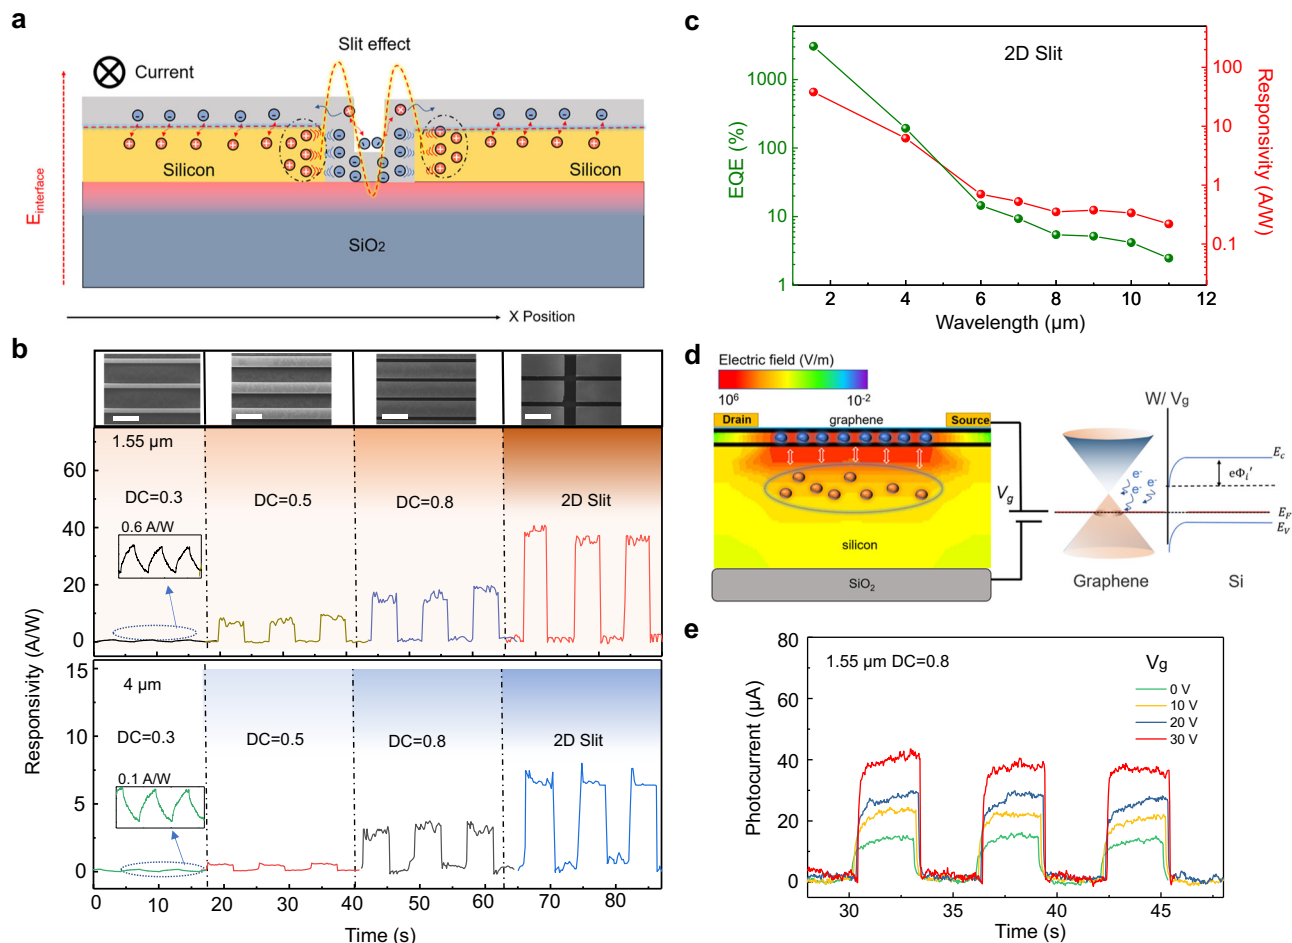 a
Slit effect
Current
E interface
Silicon
Silicon
SiO2
X Position
b
1.55 µm
DC=0.3
DC=0.5
DC=0.8
2D Slit
0.6 A/W
60
40
20
0
4 µm
DC=0.3
DC=0.5
DC=0.8
2D Slit
0.1 A/W
15
10
5
0
Responsivity (A/W)
0 10 20 30 40 50 60 70 80
Time (s)
c
2D Slit
1000
100
10
1
EQE (%)
100
10
1
0.1
Responsivity (A/W)
2 4 6 8 10 12
Wavelength (µm)
d
Electric field (V/m)
10⁶ 10⁻²
Drain graphene Source
silicon
SiO₂
Vg
W/ Vg
E_C
eΦ_i′
e⁻
e⁻
e⁻
E_F
E_V
Graphene Si
e
1.55 µm DC=0.8
Vg
0 V
10 V
20 V
30 V
80
60
40
20
0
Photocurrent (µA)
30 35 40 45
Time (s)